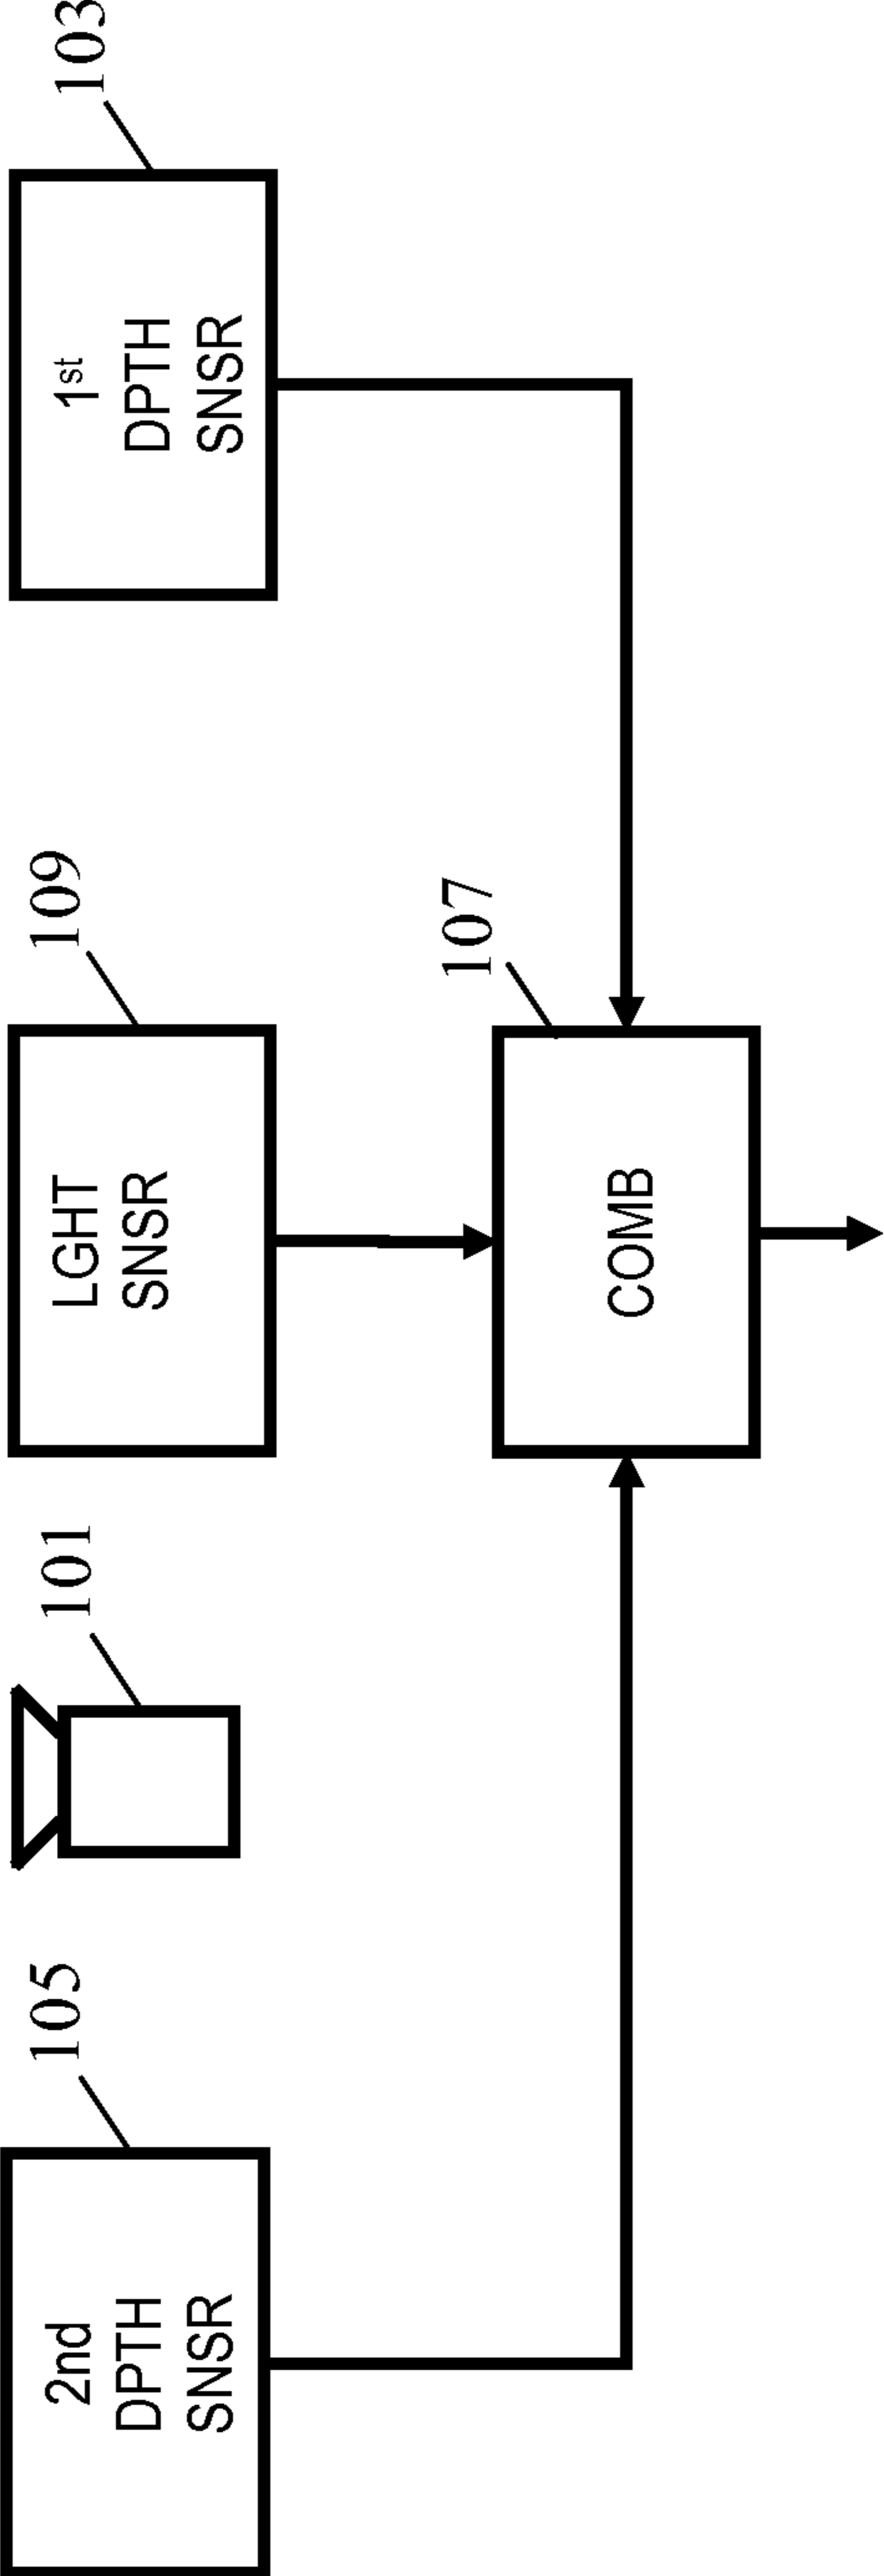 105
2nd
DPTH
SNSR
101
109
LGHT
SNSR
103
1st
DPTH
SNSR
107
COMB